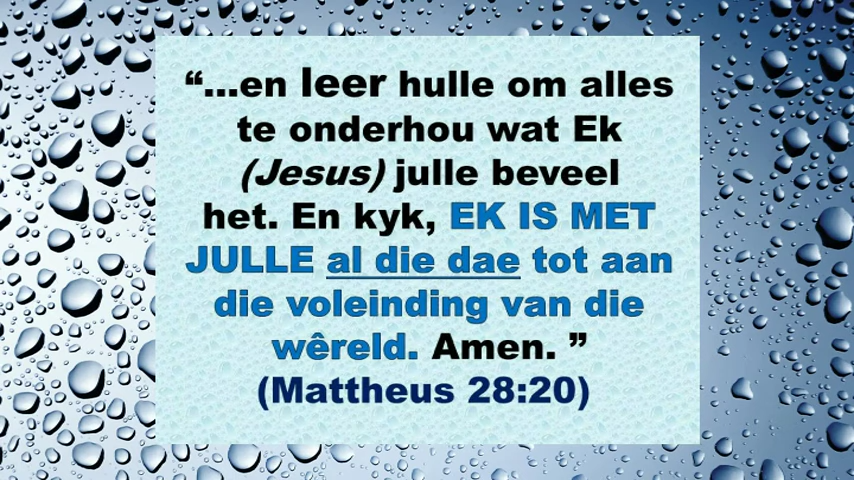 “...en leer hulle om alles
te onderhou wat Ek
(Jesus) julle beveel
het. En kyk, EK IS MET
JULLE al die dae tot aan
die voleinding van die
wêreld. Amen. ”
(Mattheus 28:20)